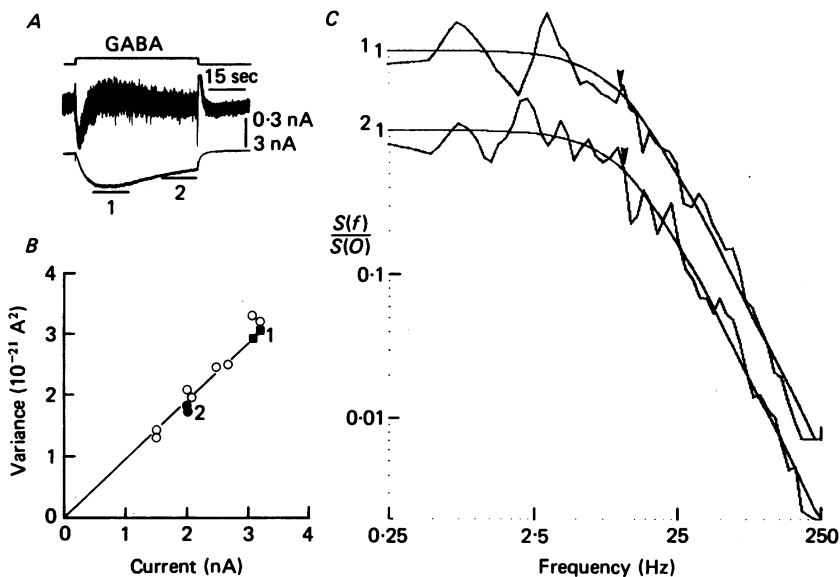 A
GABA
15 sec
0·3 nA
3 nA
1
2
B
Variance (10⁻²¹ A²)
4
3
2
1
0
1
2
0
1
2
3
4
Current (nA)
C
1 1
2 1
S(f)
S(O)
0·1
0·01
0·25
2·5
25
250
Frequency (Hz)